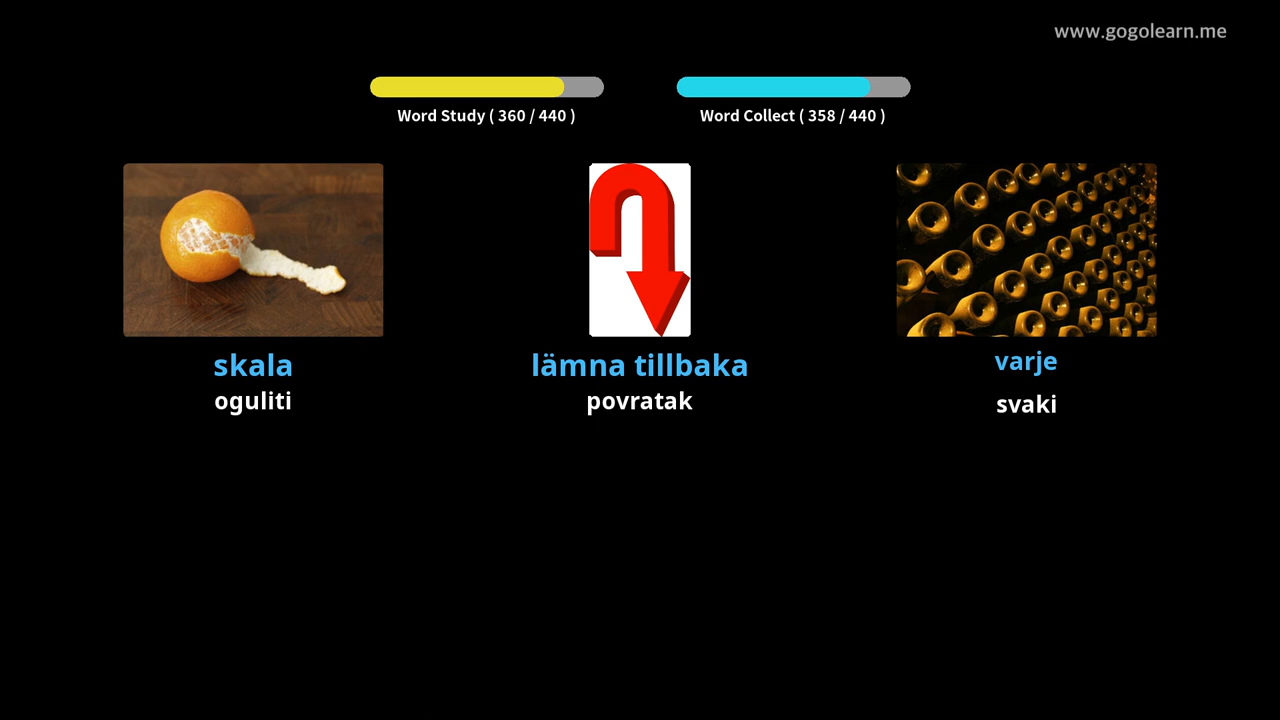 www.gogolearn.me
Word Study ( 360 / 440 )
Word Collect ( 358 / 440 )
skala
oguliti
lämna tillbaka
povratak
varje
svaki